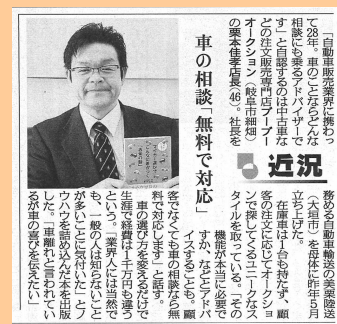 近況
車の相談「無料で対応」
「自動車販売業界に携わっ
て28年。車のことならどんな
相談にも乗るアドバイザーで
す」と自認するのは中古車な
どの注文販売専門店ブーブー
オークション（岐阜市細畑）
の栗本佳孝店長(46)。社長を
務める自動車輸送の美栗陸送
（大垣市）を母体に昨年５月
立ち上げた。
在庫車は１台も持たず、顧
客の注文に応じてオークショ
ンで探してくるユニークなス
タイルを取っている。「その
機能が本当に必要で
すか、などとアドバ
イスすることも。顧
客でなくても車の相談なら無
料で対応します」と話す。
車の選び方を変えるだけで
生涯で経費は１千万円も違う
という。「業界人には当然で
も、一般の人は知らないこと
が多いことに気付いた」とノ
ウハウを詰め込んだ本を出版
した。「車離れと言われてい
るが車の喜びを伝えたい」